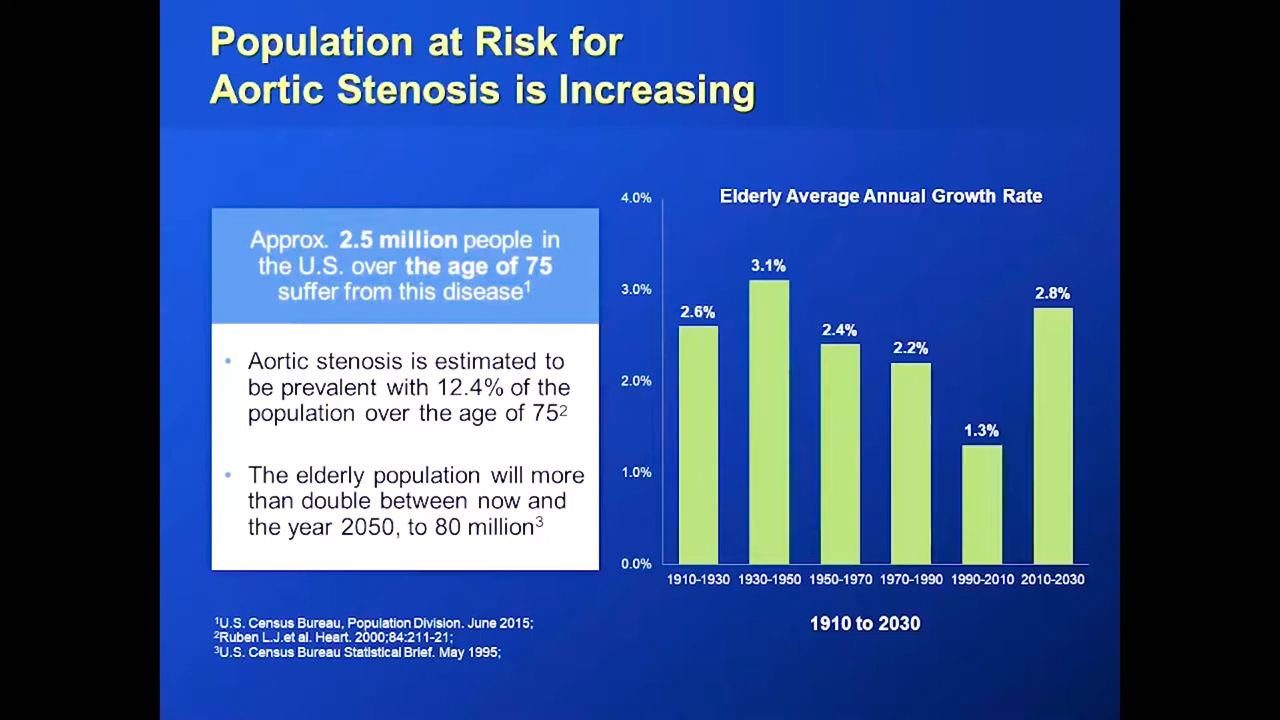 Population at Risk for
Aortic Stenosis is Increasing
Approx. 2.5 million people in
the U.S. over the age of 75
suffer from this disease¹
• Aortic stenosis is estimated to
be prevalent with 12.4% of the
population over the age of 75²
• The elderly population will more
than double between now and
the year 2050, to 80 million³
¹U.S. Census Bureau, Population Division. June 2015;
²Ruben L.J.et al. Heart. 2000;84:211-21;
³U.S. Census Bureau Statistical Brief. May 1995;
Elderly Average Annual Growth Rate
4.0%
3.0%
2.0%
1.0%
0.0%
2.6%
3.1%
2.4%
2.2%
1.3%
2.8%
1910-1930 1930-1950 1950-1970 1970-1990 1990-2010 2010-2030
1910 to 2030